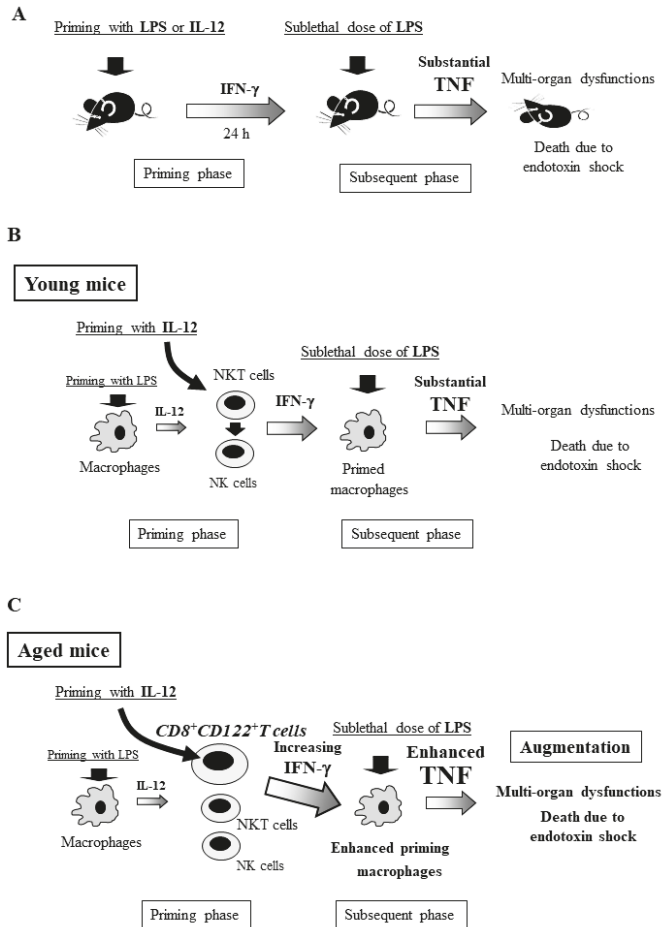 A
Priming with LPS or IL-12
Sublethal dose of LPS
IFN-γ
24 h
Substantial
TNF
Multi-organ dysfunctions
Death due to
endotoxin shock
Priming phase
Subsequent phase
B
Young mice
Priming with IL-12
Priming with LPS
IL-12
Macrophages
NKT cells
NK cells
IFN-γ
Sublethal dose of LPS
Primed
macrophages
Substantial
TNF
Multi-organ dysfunctions
Death due to
endotoxin shock
Priming phase
Subsequent phase
C
Aged mice
Priming with IL-12
Priming with LPS
IL-12
Macrophages
CD8⁺CD122⁺T cells
NKT cells
NK cells
Increasing
IFN-γ
Sublethal dose of LPS
Enhanced priming
macrophages
Enhanced
TNF
Augmentation
Multi-organ dysfunctions
Death due to
endotoxin shock
Priming phase
Subsequent phase